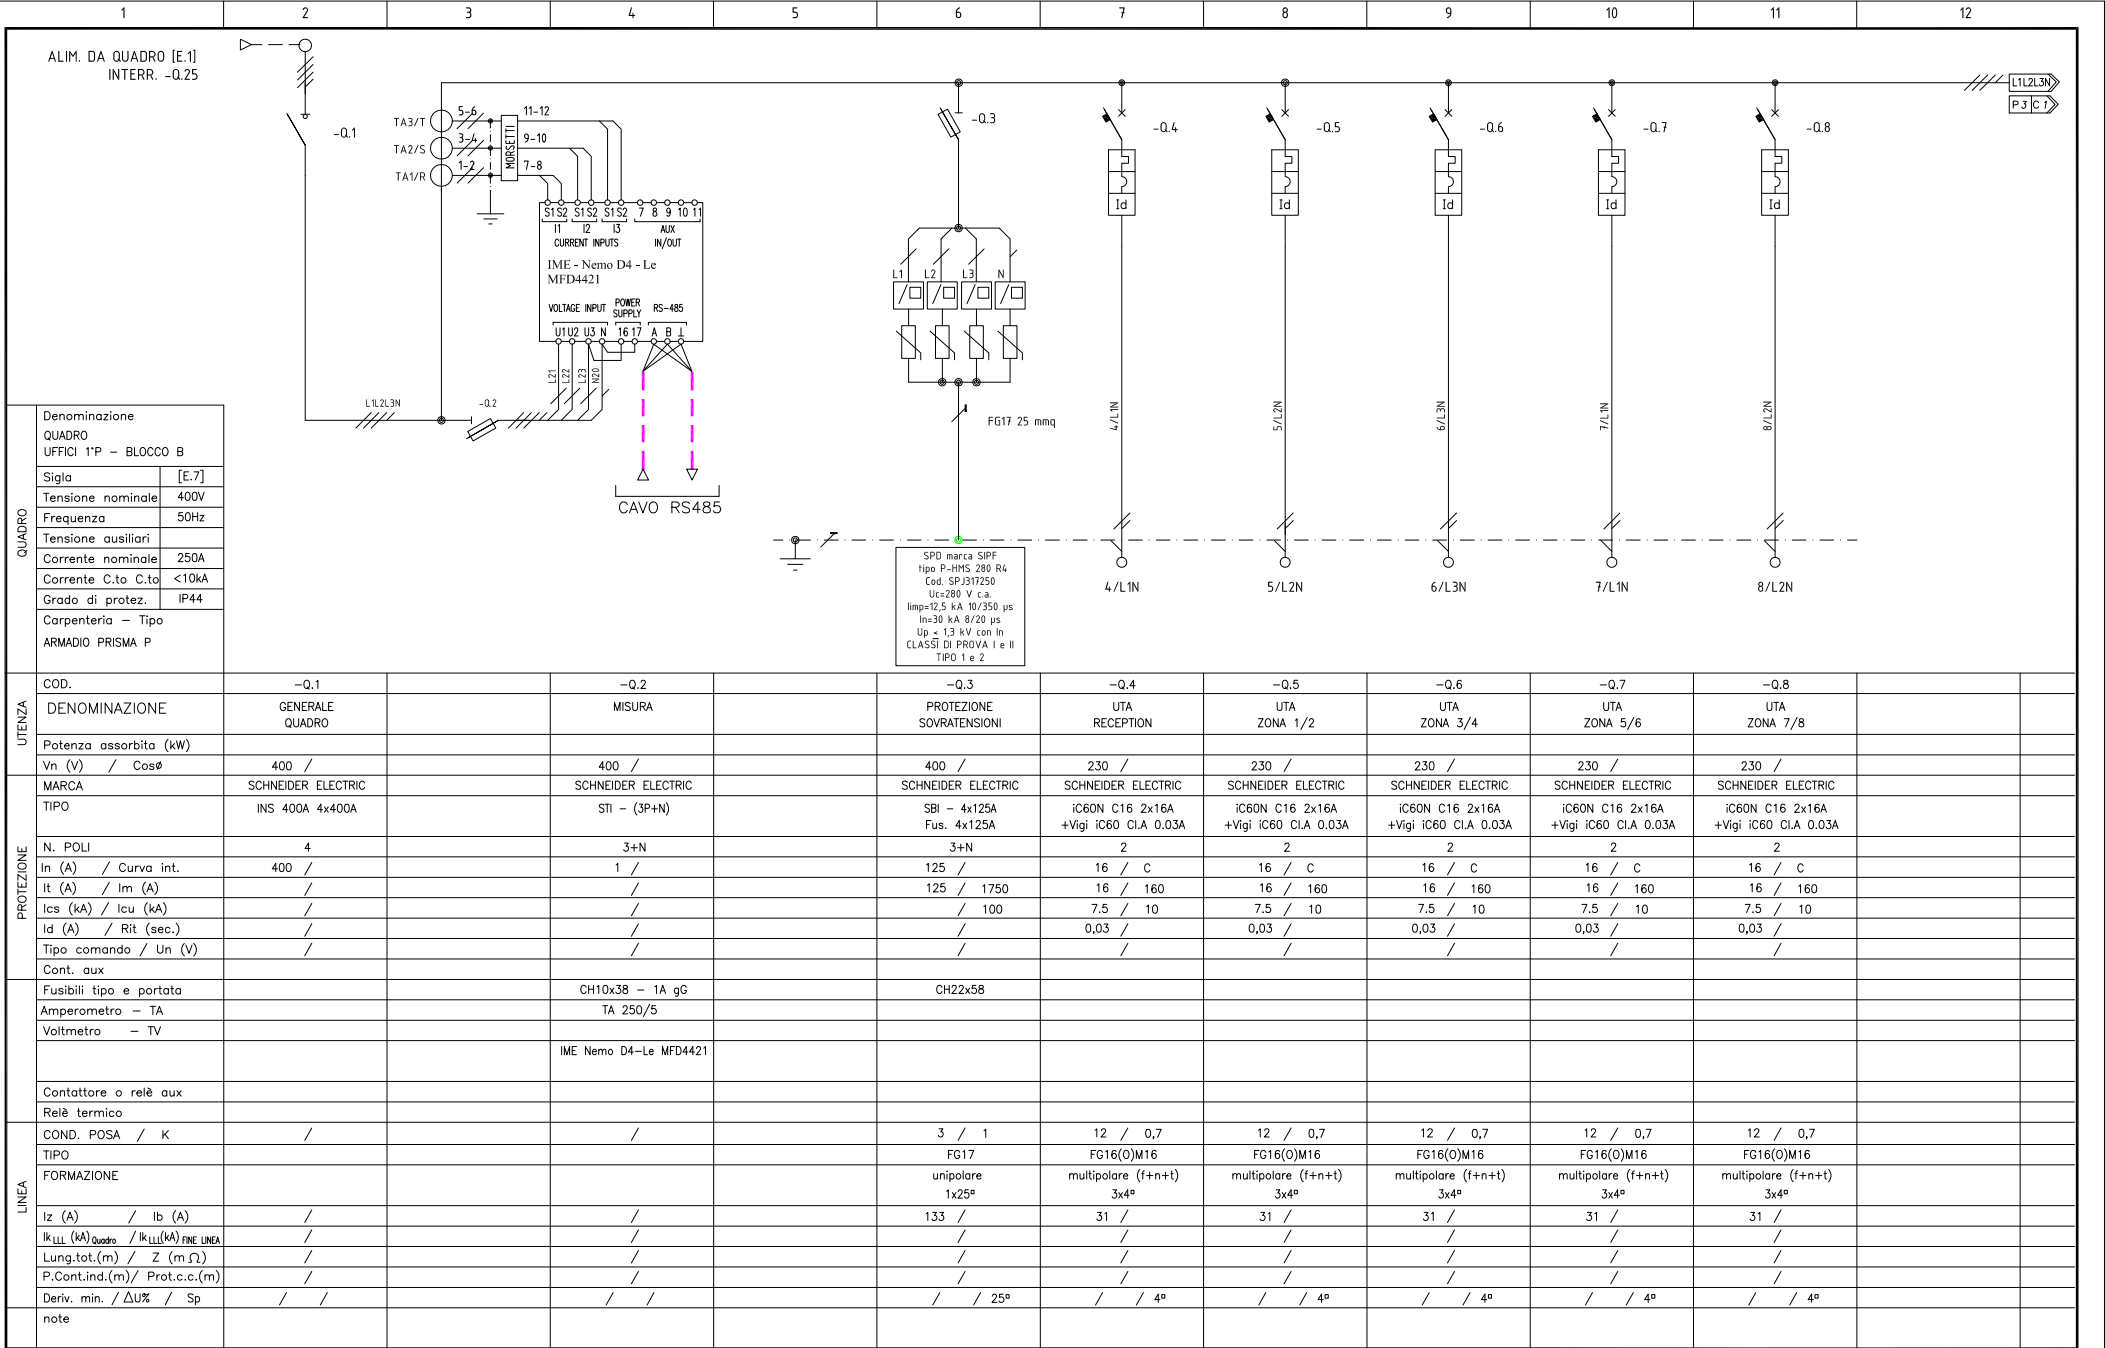 1 2 3 4 5 6 7 8 9 10 11 12
ALIM. DA QUADRO [E.1]
INTERR. -Q.25
-Q.1
TA3/T 5-6 11-12
TA2/S 3-4 9-10
TA1/R 1-2 7-8
MORSETTI
S1 S2 S1 S2 S1 S2 7 8 9 10 11
I1 I2 I3 AUX
CURRENT INPUTS IN/OUT
IME - Nemo D4 - Le
MFD4421
VOLTAGE INPUT POWER SUPPLY RS-485
U1 U2 U3 N 16 17 A B ⊥
L21 L22 L23 N20
L1L2L3N
-Q.2
CAVO RS485
-Q.3
L1 L2 L3 N
FG17 25 mmq
-Q.4 -Q.5 -Q.6 -Q.7 -Q.8
Id Id Id Id Id
L1L2L3N
P3 C1
4/L1N 5/L2N 6/L3N 7/L1N 8/L2N
4/L1N 5/L2N 6/L3N 7/L1N 8/L2N
SPD marca SIPF
tipo P-HMS 280 R4
Cod. SPJ317250
Uc=280 V c.a.
Iimp=12,5 kA 10/350 µs
In=30 kA 8/20 µs
Up ≤ 1,3 kV con In
CLASSI DI PROVA I e II
TIPO 1 e 2
QUADRO
Denominazione
QUADRO
UFFICI 1°P - BLOCCO B
Sigla [E.7]
Tensione nominale 400V
Frequenza 50Hz
Tensione ausiliari
Corrente nominale 250A
Corrente C.to C.to <10kA
Grado di protez. IP44
Carpenteria - Tipo
ARMADIO PRISMA P
UTENZA
COD. -Q.1 -Q.2 -Q.3 -Q.4 -Q.5 -Q.6 -Q.7 -Q.8
DENOMINAZIONE GENERALE MISURA PROTEZIONE UTA UTA UTA UTA UTA
QUADRO SOVRATENSIONI RECEPTION ZONA 1/2 ZONA 3/4 ZONA 5/6 ZONA 7/8
Potenza assorbita (kW)
Vn (V) / Cosø 400 / 400 / 400 / 230 / 230 / 230 / 230 / 230 /
PROTEZIONE
MARCA SCHNEIDER ELECTRIC SCHNEIDER ELECTRIC SCHNEIDER ELECTRIC SCHNEIDER ELECTRIC SCHNEIDER ELECTRIC SCHNEIDER ELECTRIC SCHNEIDER ELECTRIC SCHNEIDER ELECTRIC
TIPO INS 400A 4x400A STI - (3P+N) SBI - 4x125A iC60N C16 2x16A iC60N C16 2x16A iC60N C16 2x16A iC60N C16 2x16A iC60N C16 2x16A
Fus. 4x125A +Vigi iC60 Cl.A 0.03A +Vigi iC60 Cl.A 0.03A +Vigi iC60 Cl.A 0.03A +Vigi iC60 Cl.A 0.03A +Vigi iC60 Cl.A 0.03A
N. POLI 4 3+N 3+N 2 2 2 2 2
In (A) / Curva int. 400 / 1 / 125 / 16 / C 16 / C 16 / C 16 / C 16 / C
It (A) / Im (A) / / 125 / 1750 16 / 160 16 / 160 16 / 160 16 / 160 16 / 160
Ics (kA) / Icu (kA) / / / 100 7.5 / 10 7.5 / 10 7.5 / 10 7.5 / 10 7.5 / 10
Id (A) / Rit (sec.) / / / 0,03 / 0,03 / 0,03 / 0,03 / 0,03 /
Tipo comando / Un (V) / / / / / / / /
Cont. aux
Fusibili tipo e portata CH10x38 - 1A gG CH22x58
Amperometro - TA TA 250/5
Voltmetro - TV
IME Nemo D4-Le MFD4421
Contattore o relè aux
Relè termico
LINEA
COND. POSA / K / / 3 / 1 12 / 0,7 12 / 0,7 12 / 0,7 12 / 0,7 12 / 0,7
TIPO FG17 FG16(O)M16 FG16(O)M16 FG16(O)M16 FG16(O)M16 FG16(O)M16
FORMAZIONE unipolare multipolare (f+n+t) multipolare (f+n+t) multipolare (f+n+t) multipolare (f+n+t) multipolare (f+n+t)
1x25¤ 3x4¤ 3x4¤ 3x4¤ 3x4¤ 3x4¤
Iz (A) / Ib (A) / / 133 / 31 / 31 / 31 / 31 / 31 /
Ik LLL (kA) Quadro / Ik LLL(kA) FINE LINEA / / / / / / / /
Lung.tot.(m) / Z (mΩ) / / / / / / / /
P.Cont.ind.(m)/ Prot.c.c.(m) / / / / / / / /
Deriv. min. / ΔU% / Sp / / / / / / 25¤ / / 4¤ / / 4¤ / / 4¤ / / 4¤ / / 4¤
note